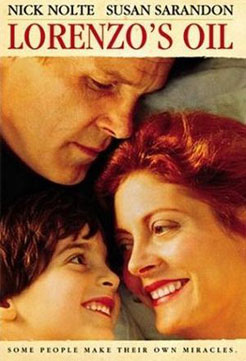 NICK NOLTE SUSAN SARANDON
LORENZO'S OIL
SOME PEOPLE MAKE THEIR OWN MIRACLES.